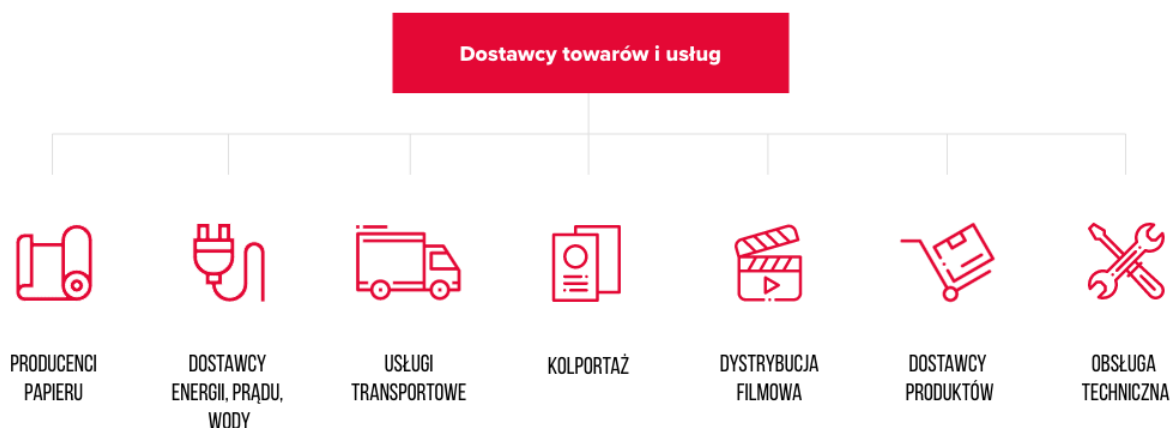 Dostawcy towarów i usług
PRODUCENCI
PAPIERU
DOSTAWCY
ENERGII, PRĄDU,
WODY
USŁUGI
TRANSPORTOWE
KOLPORTAŻ
DYSTRYBUCJA
FILMOWA
DOSTAWCY
PRODUKTÓW
OBSŁUGA
TECHNICZNA